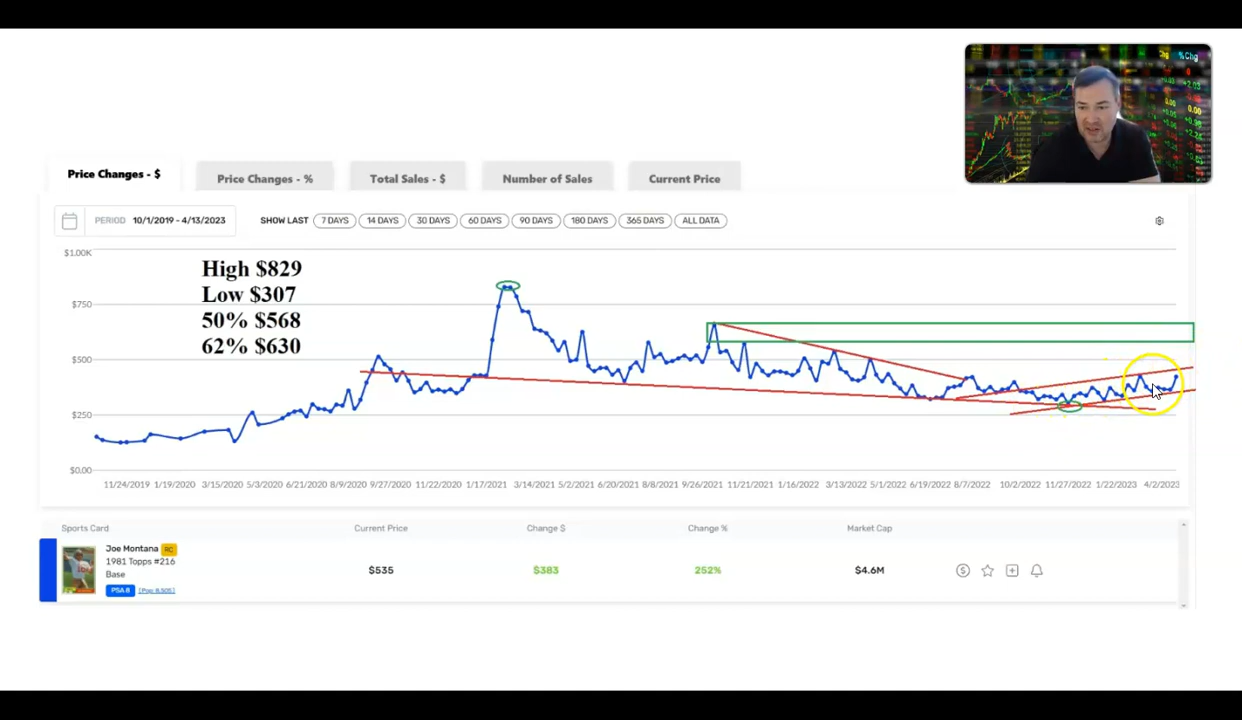 Chg %Chg
Price Changes - $
Price Changes - %
Total Sales - $
Number of Sales
Current Price
PERIOD 10/1/2019 - 4/13/2023
SHOW LAST 7 DAYS 14 DAYS 30 DAYS 60 DAYS 90 DAYS 180 DAYS 365 DAYS ALL DATA
$1.00K
$750
$500
$250
$0.00
High $829
Low $307
50% $568
62% $630
11/24/2019 1/19/2020 3/15/2020 5/3/2020 6/21/2020 8/9/2020 9/27/2020 11/22/2020 1/17/2021 3/14/2021 5/2/2021 6/20/2021 8/8/2021 9/26/2021 11/21/2021 1/16/2022 3/13/2022 5/1/2022 6/19/2022 8/7/2022 10/2/2022 11/27/2022 1/22/2023 4/2/2023
Sports Card Current Price Change $ Change % Market Cap
Joe Montana RC
1981 Topps #216
Base
PSA 8 [Pop: 8,505]
$535 $383 252% $4.6M